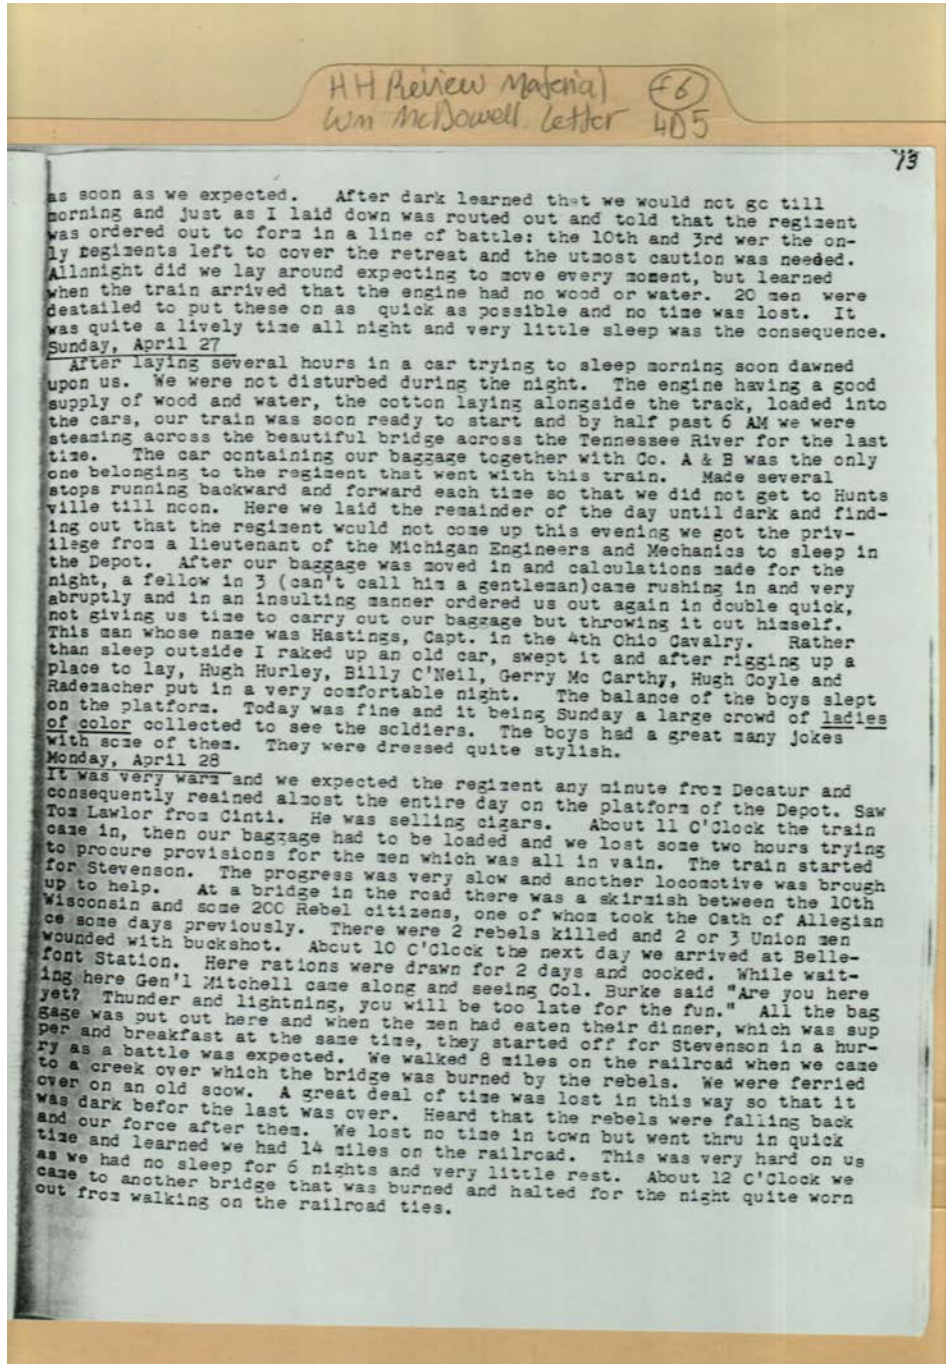 HH Review Material f6
Wm McDowell Letter 4D5
13
as soon as we expected. After dark learned that we would not go till
morning and just as I laid down was routed out and told that the regiment
was ordered out to form in a line of battle: the 10th and 3rd wer the on-
ly regiments left to cover the retreat and the utmost caution was needed.
Allnnight did we lay around expecting to move every moment, but learned
when the train arrived that the engine had no wood or water. 20 men were
deatailed to put these on as quick as possible and no time was lost. It
was quite a lively time all night and very little sleep was the consequence.
Sunday, April 27
After laying several hours in a car trying to sleep morning soon dawned
upon us. We were not disturbed during the night. The engine having a good
supply of wood and water, the cotton laying alongside the track, loaded into
the cars, our train was soon ready to start and by half past 6 AM we were
steaming across the beautiful bridge across the Tennessee River for the last
time. The car containing our baggage together with Co. A & B was the only
one belonging to the regiment that went with this train. Made several
stops running backward and forward each time so that we did not get to Hunts
ville till noon. Here we laid the remainder of the day until dark and find-
ing out that the regiment would not come up this evening we got the priv-
ilege from a lieutenant of the Michigan Engineers and Mechanics to sleep in
the Depot. After our baggage was moved in and calculations made for the
night, a fellow in 3 (can't call him a gentleman)came rushing in and very
abruptly and in an insulting manner ordered us out again in double quick,
not giving us time to carry out our baggage but throwing it out himself.
This man whose name was Hastings, Capt. in the 4th Ohio Cavalry. Rather
than sleep outside I raked up an old car, swept it and after rigging up a
place to lay, Hugh Hurley, Billy O'Neil, Gerry Mc Carthy, Hugh Coyle and
Rademacher put in a very comfortable night. The balance of the boys slept
on the platform. Today was fine and it being Sunday a large crowd of ladies
of color collected to see the soldiers. The boys had a great many jokes
with some of them. They were dressed quite stylish.
Monday, April 28
It was very warm and we expected the regiment any minute from Decatur and
consequently reained almost the entire day on the platform of the Depot. Saw
Tom Lawlor from Cinti. He was selling cigars. About 11 O'Clock the train
came in, then our baggage had to be loaded and we lost some two hours trying
to procure provisions for the men which was all in vain. The train started
for Stevenson. The progress was very slow and another locomotive was brough
up to help. At a bridge in the road there was a skirmish between the 10th
Wisconsin and some 200 Rebel citizens, one of whom took the Oath of Allegian
ce some days previously. There were 2 rebels killed and 2 or 3 Union men
wounded with buckshot. About 10 O'Clock the next day we arrived at Belle-
font Station. Here rations were drawn for 2 days and cooked. While wait-
ing here Gen'l Mitchell came along and seeing Col. Burke said "Are you here
yet? Thunder and lightning, you will be too late for the fun." All the bag
gage was put out here and when the men had eaten their dinner, which was sup
per and breakfast at the same time, they started off for Stevenson in a hur-
ry as a battle was expected. We walked 8 miles on the railroad when we came
to a creek over which the bridge was burned by the rebels. We were ferried
over on an old scow. A great deal of time was lost in this way so that it
was dark befor the last was over. Heard that the rebels were falling back
and our force after them. We lost no time in town but went thru in quick
time and learned we had 14 miles on the railroad. This was very hard on us
as we had no sleep for 6 nights and very little rest. About 12 O'Clock we
came to another bridge that was burned and halted for the night quite worn
out from walking on the railroad ties.